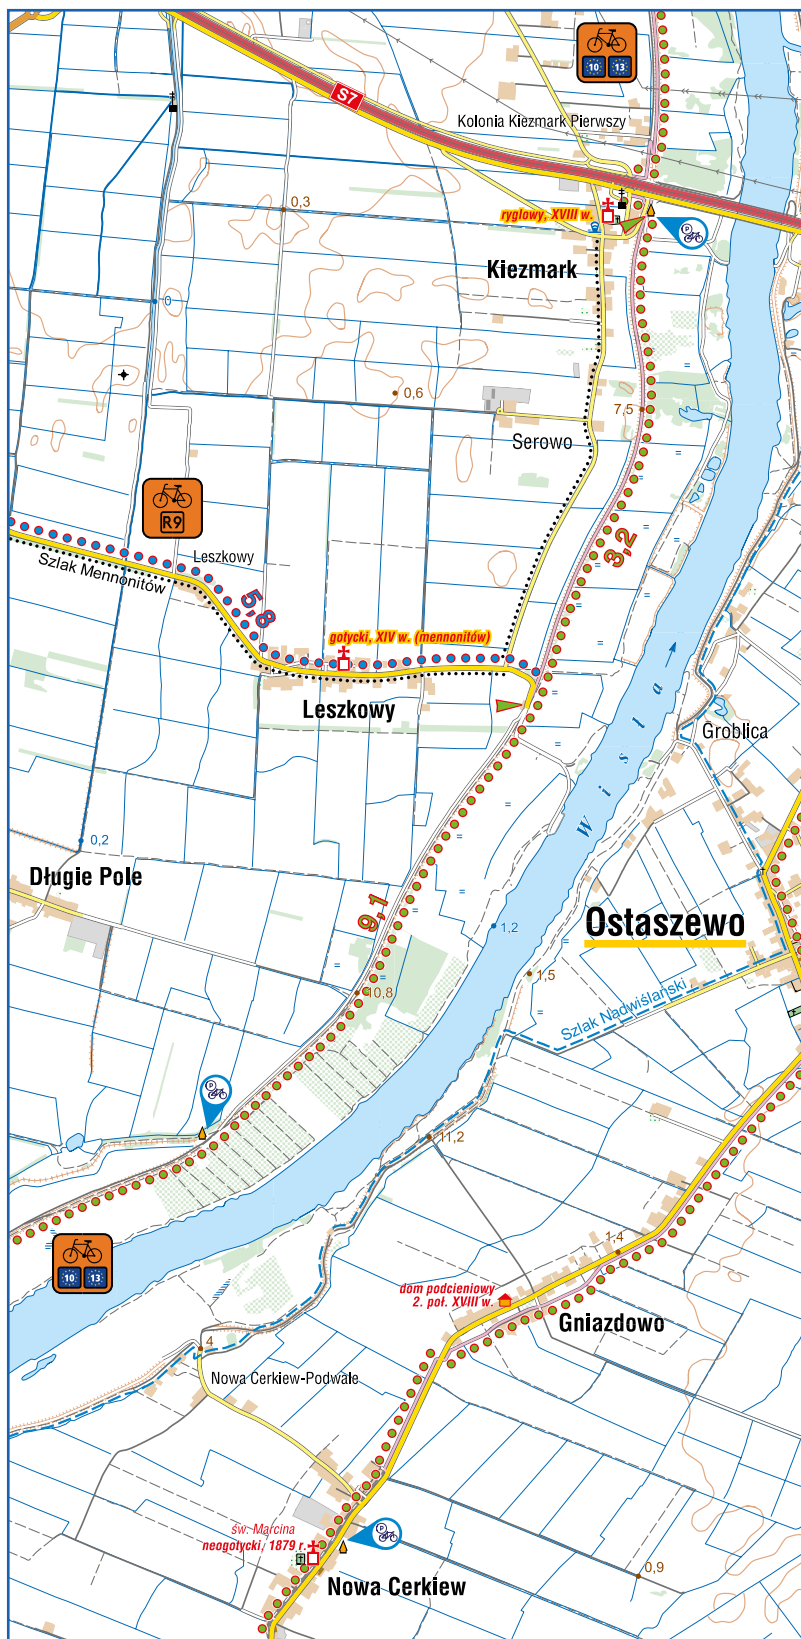 10 13
S7
Kolonia Kiezmark Pierwszy
0,3
ryglowy, XVIII w.
P
Kiezmark
0
0,6
7,5
Serowo
R9
3,2
Leszkowy
Szlak Mennonitów
5,8
gotycki, XIV w. (mennonitów)
Leszkowy
Wisła
Groblica
0,2
Długie Pole
9,1
1,2
Ostaszewo
1,5
10,8
Szlak Nadwiślański
P
11,2
10 13
1,4
dom podcieniowy
2. poł. XVIII w.
Gniazdowo
4
Nowa Cerkiew-Podwale
św. Marcina
neogotycki, 1879 r.
P
0,9
Nowa Cerkiew